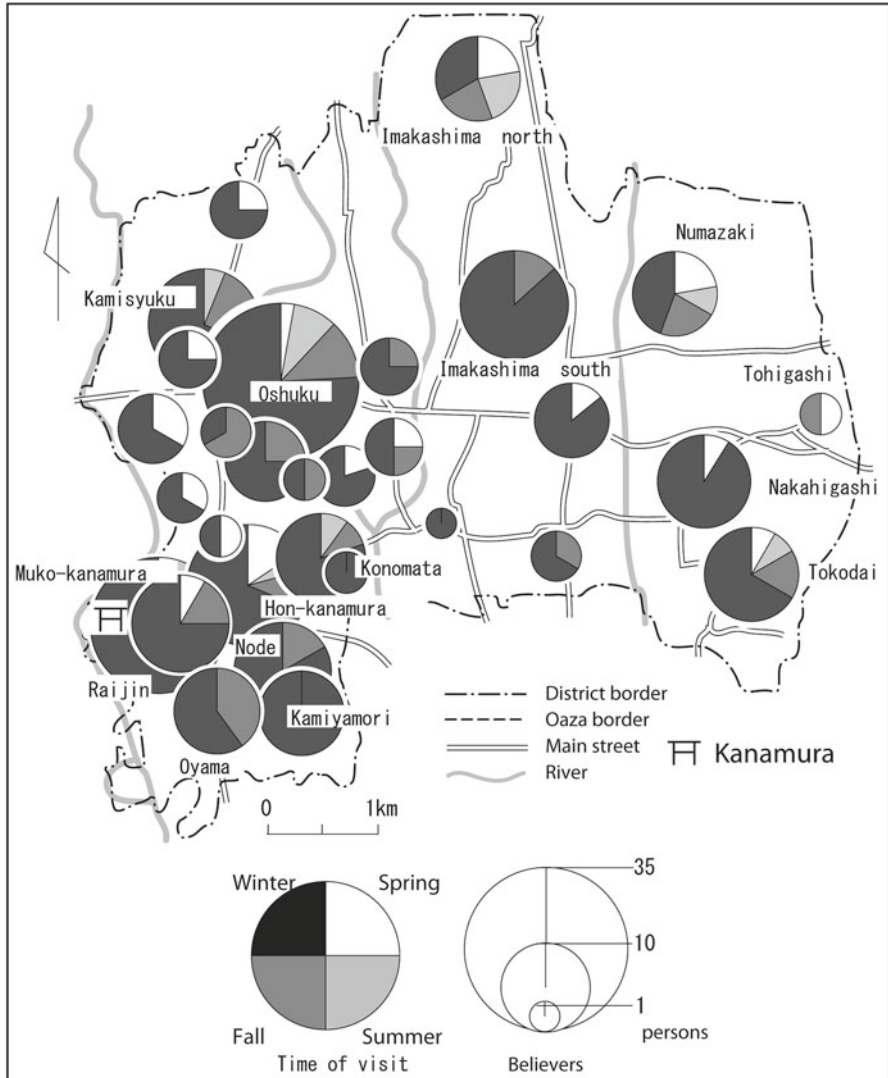 Imakashima north
Numazaki
Kamisyuku
Imakashima south
Tohigashi
Oshuku
Nakahigashi
Muko-kanamura
Konomata
Tokodai
Hon-kanamura
Node
Raijin
Kamiyamori
Oyama
District border
Oaza border
Main street
River
Kanamura
0 1km
Winter Spring
Fall Summer
Time of visit
35
10
1
persons
Believers